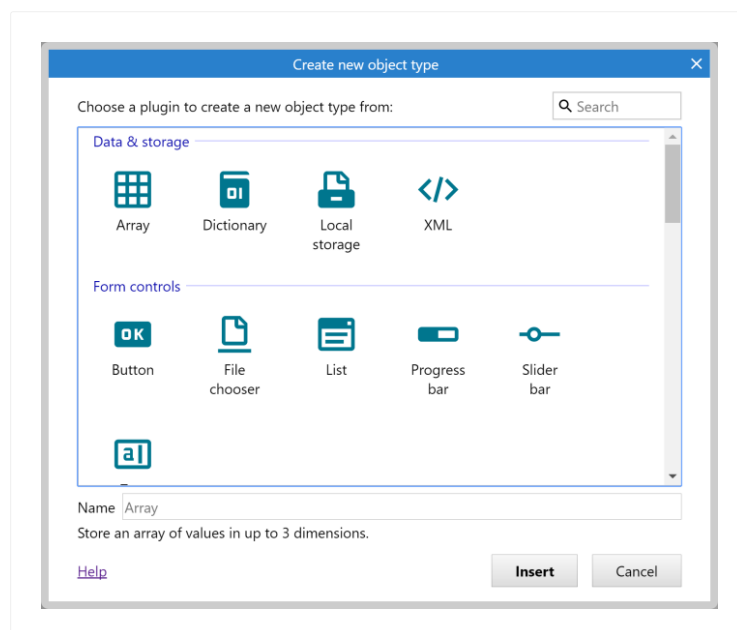 Create new object type
Choose a plugin to create a new object type from:
Search
Data & storage
Array
Dictionary
Local
storage
XML
Form controls
OK
Button
File
chooser
List
Progress
bar
Slider
bar
a
Name Array
Store an array of values in up to 3 dimensions.
Help
Insert
Cancel